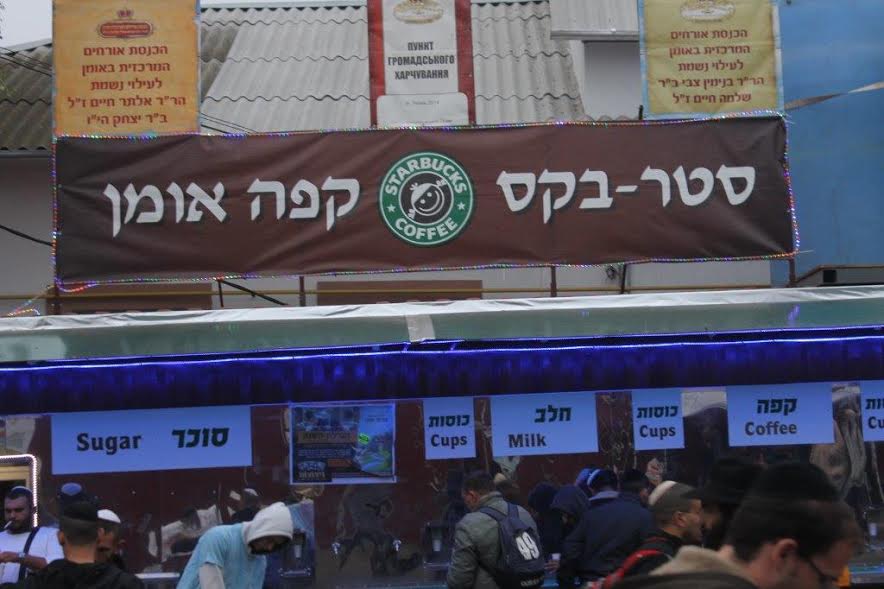 הכנסת אורחים
המרכזית באומן
לעילוי נשמת
הר"ר אלתר חיים ז"ל
ב"ר יצחק הי"ו
ПУНКТ
ГРОМАДСЬКОГО
ХАРЧУВАННЯ
הכנסת אורחים
המרכזית באומן
לעילוי נשמת
הר"ר בנימין צבי ב"ר
שלמה חיים ז"ל
סטר-בקס
STARBUCKS
COFFEE
קפה אומן
Sugar סוכר
כוסות
Cups
חלב
Milk
כוסות
Cups
קפה
Coffee
49